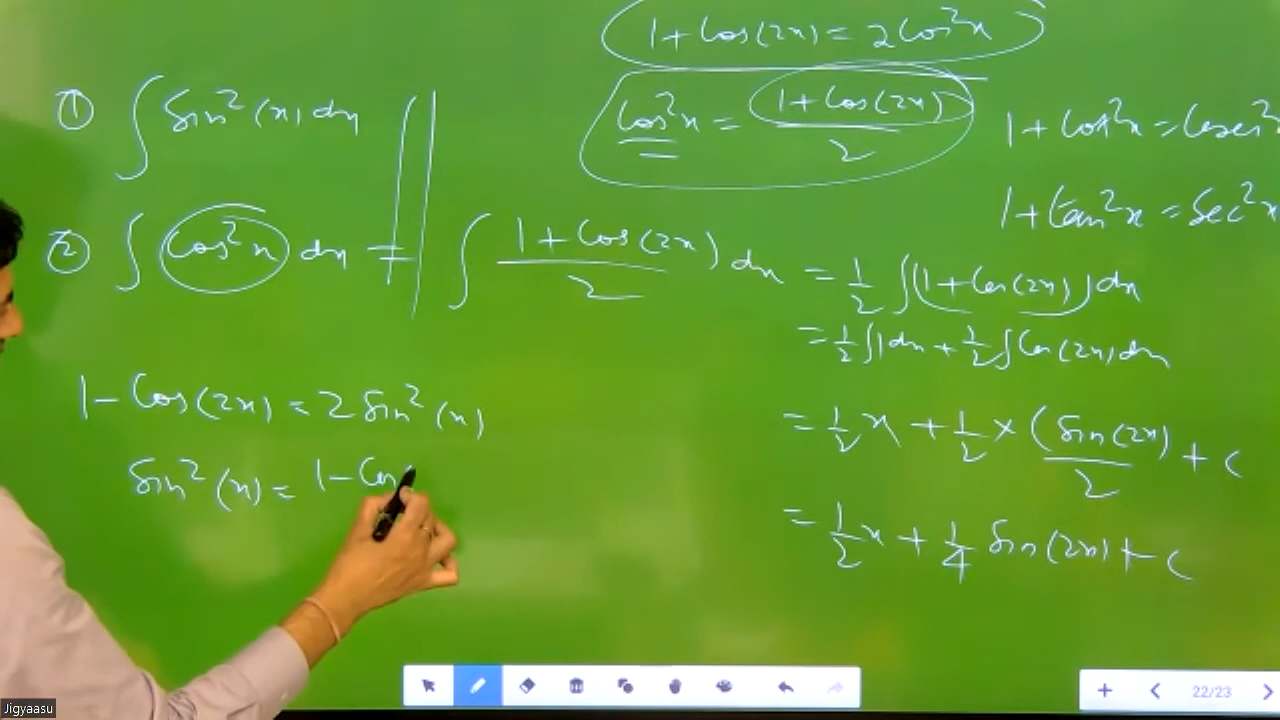 1 + Cos(2x) = 2Cos²x
① ∫ Sin²(x) dx
Cos²x = (1 + Cos(2x))/2
1 + Cot²x = Cosec²x
1 + tan²x = Sec²x
② ∫ Cos²x dx = ∫ (1 + Cos(2x))/2 dx = 1/2 ∫(1 + Cos(2x)) dx
= 1/2 ∫1dx + 1/2 ∫Cos(2x) dx
1 - Cos(2x) = 2 Sin²(x)
= 1/2 x + 1/2 × (Sin(2x))/2 + C
Sin²(x) = 1 - Cos
= 1/2 x + 1/4 Sin(2x) + C
22/23
Jigyaasu